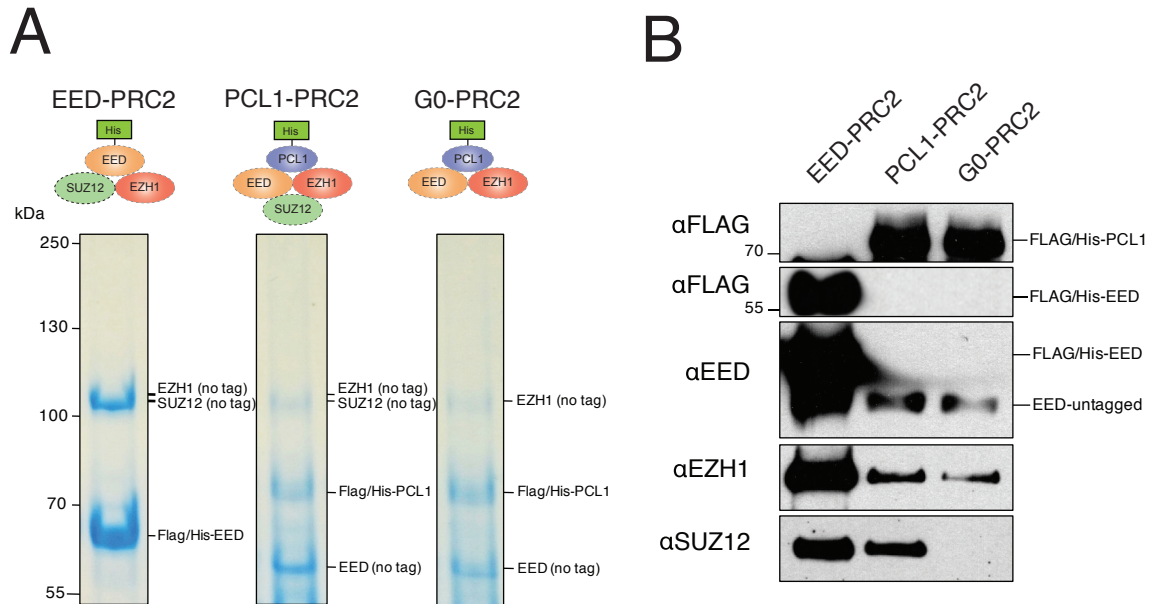 A
EED-PRC2
PCL1-PRC2
G0-PRC2
His
EED
SUZ12
EZH1
His
PCL1
EED
EZH1
SUZ12
His
PCL1
EED
EZH1
kDa
250
130
100
70
55
EZH1 (no tag)
SUZ12 (no tag)
Flag/His-EED
EZH1 (no tag)
SUZ12 (no tag)
Flag/His-PCL1
EED (no tag)
EZH1 (no tag)
Flag/His-PCL1
EED (no tag)
B
EED-PRC2
PCL1-PRC2
G0-PRC2
αFLAG
70
FLAG/His-PCL1
αFLAG
55
FLAG/His-EED
αEED
FLAG/His-EED
EED-untagged
αEZH1
αSUZ12